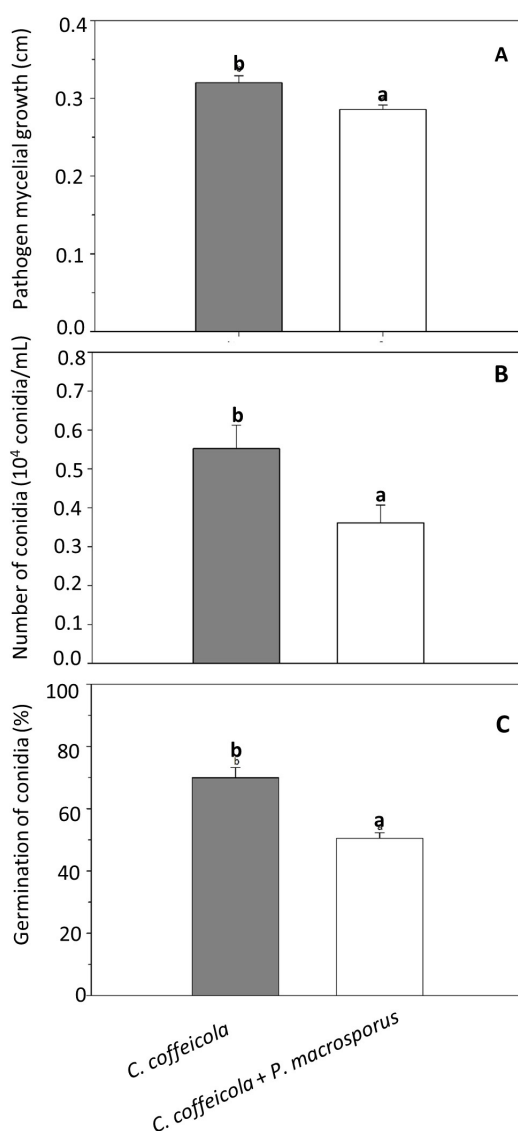 Pathogen mycelial growth (cm)
0.4
0.3
0.2
0.1
0.0
A
b
a
Number of conidia (10⁴ conidia/mL)
0.8
0.7
0.6
0.5
0.4
0.3
0.2
0.1
0.0
B
b
a
Germination of conidia (%)
100
80
60
40
20
0
C
b
b
a
a
C. coffeicola
C. coffeicola + P. macrosporus